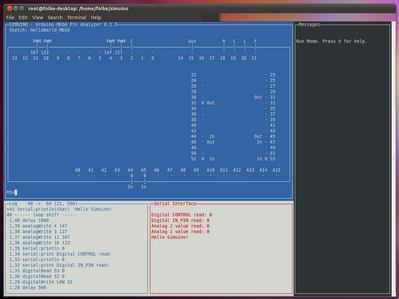 root@folke-desktop: /home/folke/simuino
File Edit View Search Terminal Help
SIMUINO - Arduino MEGA Pin Analyzer 0.1.5
Sketch: HelloWorld_MEGA
Messages
Run Mode. Press h for help.
PWM PWM PWM PWM C Out R C L F
167 123 147 127
13 12 11 10 9 8 7 6 5 4 3 2 1 0 14 15 16 17 18 19 20 21
22 - - 23
24 - - 25
26 - - 27
28 - - 29
30 - Out - 31
32 0 Out - 33
34 - - 35
36 - - 37
38 - - 39
40 - - 41
42 - - 43
44 - In Out - 45
46 - Out In - 47
48 - - 49
50 - - 51
52 0 In In 0 53
A0 A1 A2 A3 A4 A5 A6 A7 A8 A9 A10 A11 A12 A13 A14 A15
0 0
In In
Log 40 -> 64 (21, 500)
>41 Serial:println(char) 'Hello Simuino!'
40 ------ loop shift ------
1,40 delay 1000
1,39 analogWrite 4 147
1,38 analogWrite 3 127
1,37 analogWrite 11 167
1,36 analogWrite 10 123
1,35 serial:println 0
1,34 serial:print Digital CONTROL read:
1,33 serial:println 0
1,32 serial:print Digital IN_PIN read:
1,31 digitalRead 53 0
1,30 digitalRead 52 0
1,29 digitalWrite LOW 32
1,28 delay 500
Serial Interface
Digital CONTROL read: 0
Digital IN_PIN read: 0
Analog 2 value read: 0
Analog 1 value read: 0
Hello Simuino!